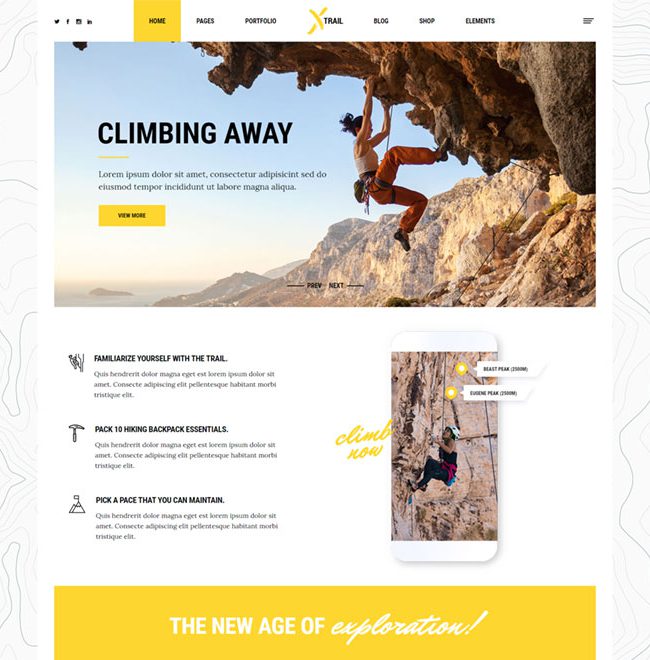 HOME
PAGES
PORTFOLIO
X TRAIL
BLOG
SHOP
ELEMENTS
CLIMBING AWAY
Lorem ipsum dolor sit amet, consectetur adipisicint sed do
eiusmod tempor incididunt ut labore magna aliqua.
VIEW MORE
PREV NEXT
FAMILIARIZE YOURSELF WITH THE TRAIL.
Quis hendrerit dolor magna eget est lorem ipsum dolor sit
amet. Consecte adipiscing elit pellentesque habitant morbi
tristique elit.
PACK 10 HIKING BACKPACK ESSENTIALS.
Quis hendrerit dolor magna eget est lorem ipsum dolor sit
amet. Consecte adipiscing elit pellentesque habitant morbi
tristique elit.
PICK A PACE THAT YOU CAN MAINTAIN.
Quis hendrerit dolor magna eget est lorem ipsum dolor sit
amet. Consecte adipiscing elit pellentesque habitant morbi
tristique elit.
BEAST PEAK (2500M)
EUGENE PEAK (2500M)
climb
now
THE NEW AGE OF exploration!